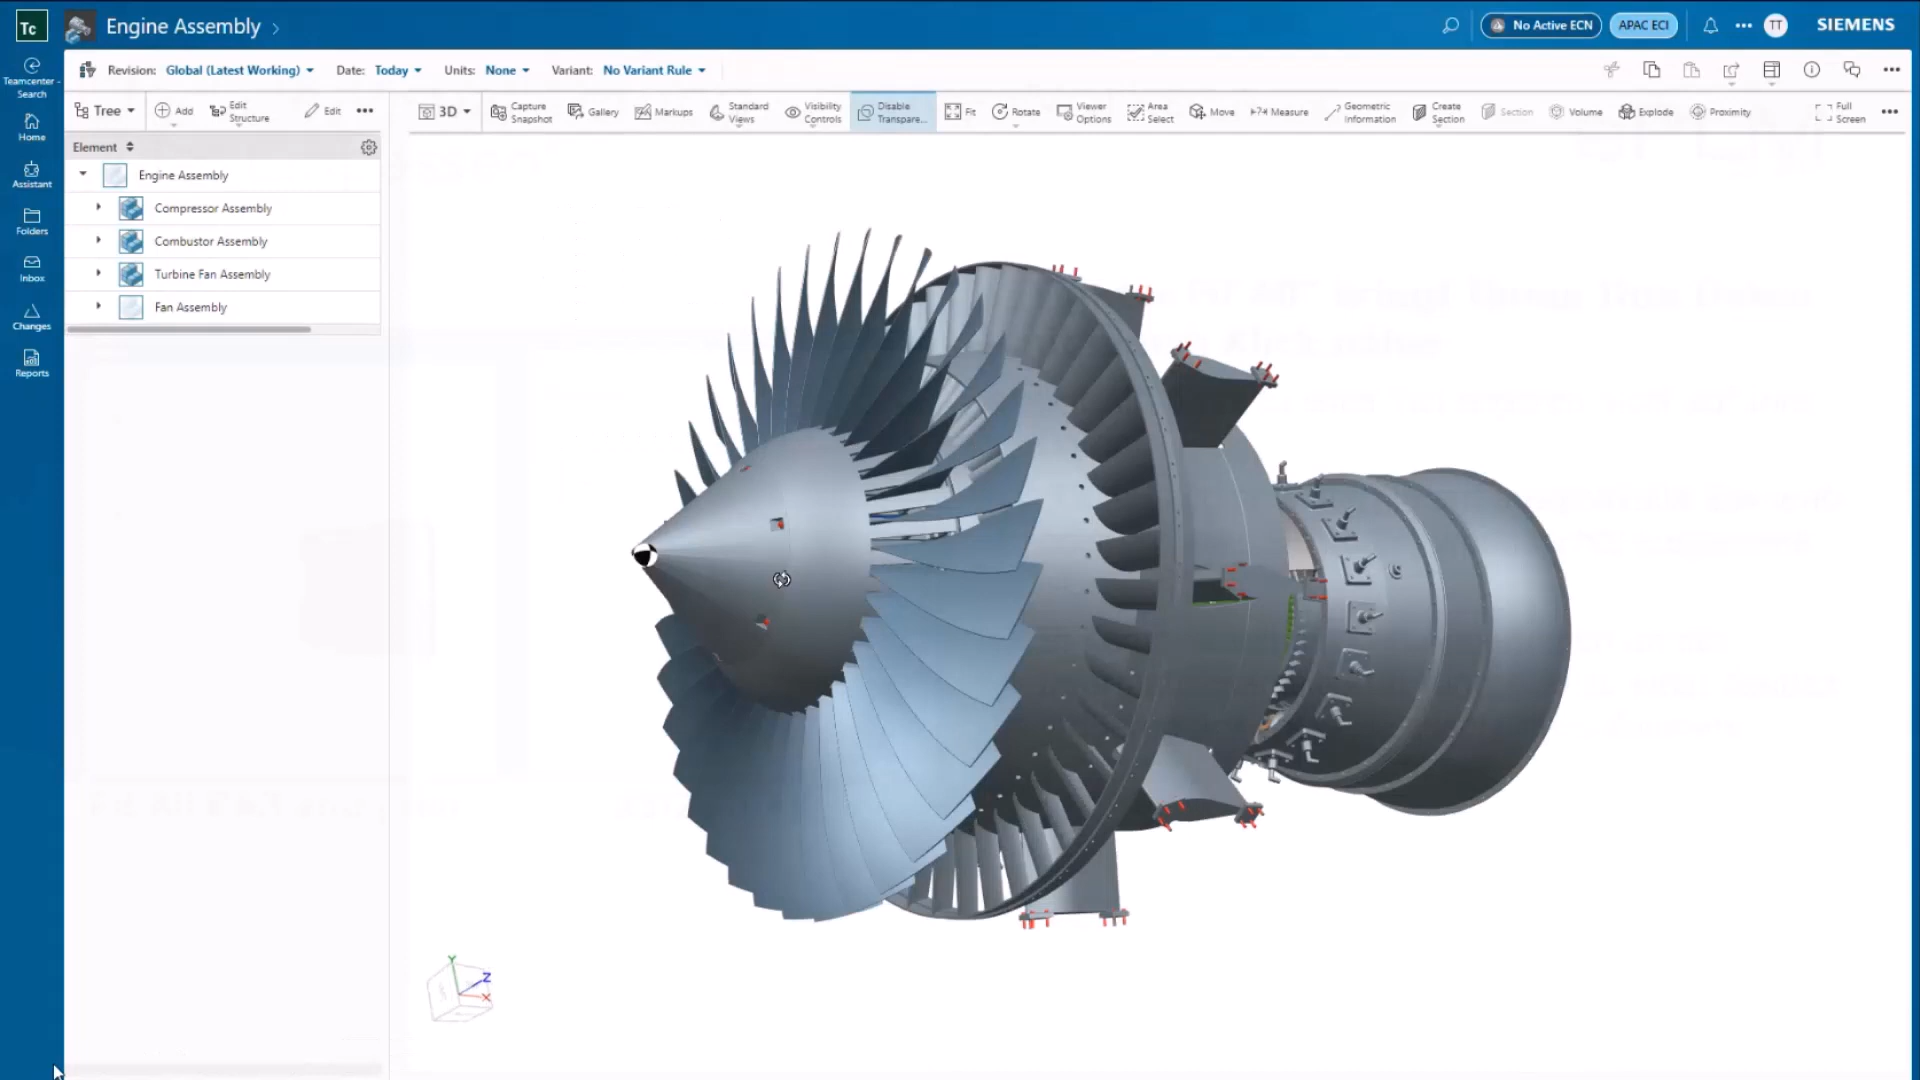 Tc
Engine Assembly
No Active ECN
APAC ECI
TT
SIEMENS
Teamcenter - Search
Home
Assistant
Folders
Inbox
Changes
Reports
Revision: Global (Latest Working)
Date: Today
Units: None
Variant: No Variant Rule
Tree
Add
Edit Structure
Edit
3D
Capture Snapshot
Gallery
Markups
Standard Views
Visibility Controls
Disable Transpare...
Fit
Rotate
Viewer Options
Area Select
Move
Measure
Geometric Information
Create Section
Section
Volume
Explode
Proximity
Full Screen
Element
Engine Assembly
Compressor Assembly
Combustor Assembly
Turbine Fan Assembly
Fan Assembly
Y
Z
X